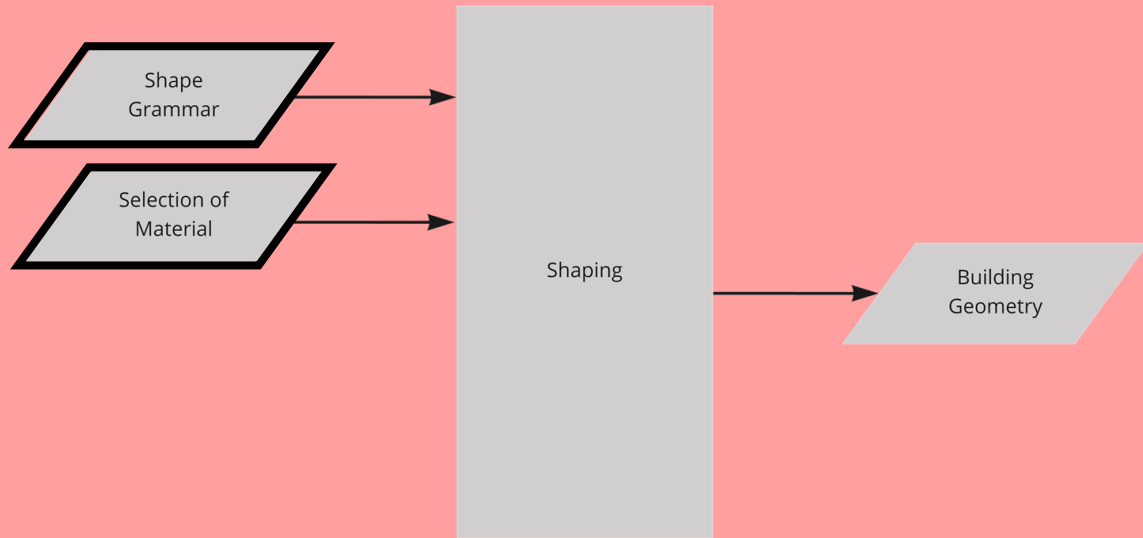 Shape
Grammar
Selection of
Material
Shaping
Building
Geometry